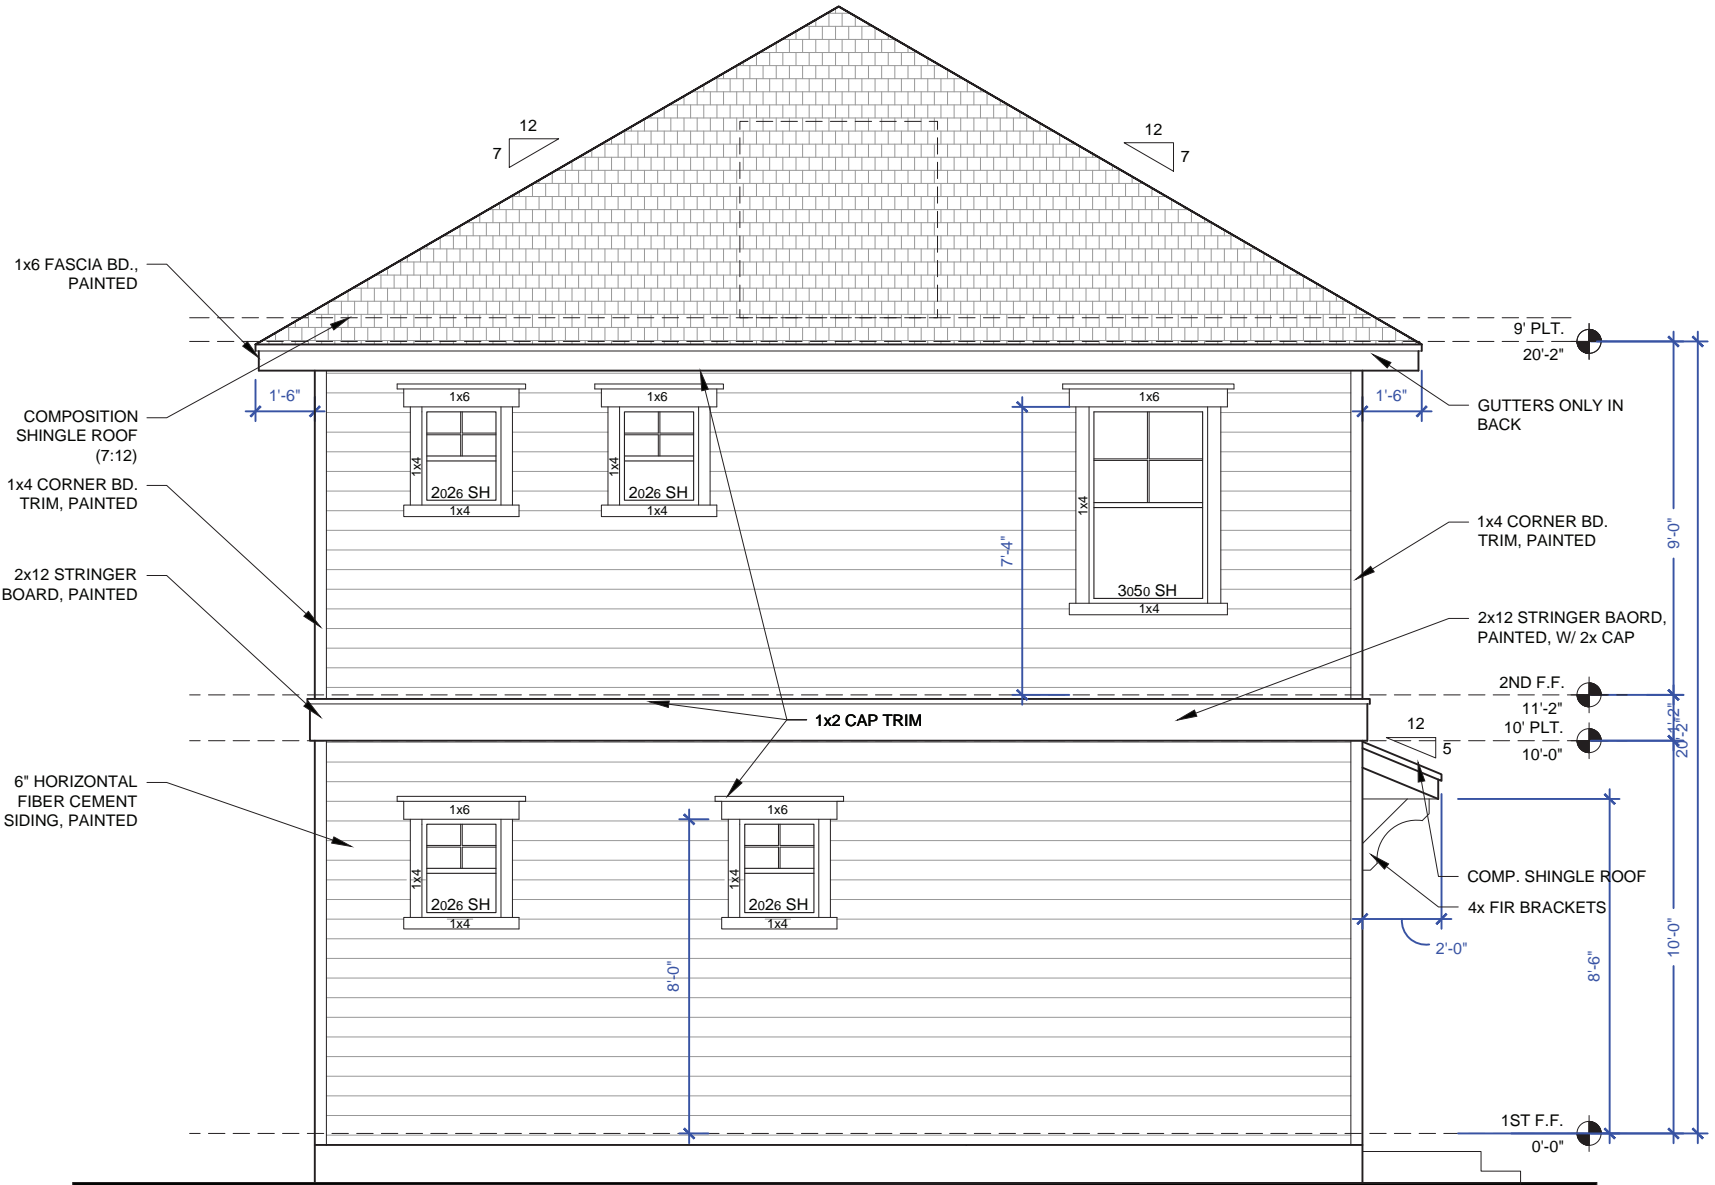 12
7
12
7
1x6 FASCIA BD.,
PAINTED
9' PLT.
20'-2"
1'-6"
1'-6"
COMPOSITION
SHINGLE ROOF
(7:12)
GUTTERS ONLY IN
BACK
1x6
1x6
1x6
1x4
1x4
1x4
2026 SH
2026 SH
3050 SH
1x4
1x4
1x4
1x4 CORNER BD.
TRIM, PAINTED
7'-4"
1x4 CORNER BD.
TRIM, PAINTED
9'-0"
2x12 STRINGER
BOARD, PAINTED
2x12 STRINGER BAORD,
PAINTED, W/ 2x CAP
2ND F.F.
11'-2"
1'-2"
20'-2"
10' PLT.
10'-0"
1x2 CAP TRIM
12
5
6" HORIZONTAL
FIBER CEMENT
SIDING, PAINTED
1x6
1x6
1x4
1x4
2026 SH
2026 SH
1x4
1x4
COMP. SHINGLE ROOF
4x FIR BRACKETS
2'-0"
8'-0"
8'-6"
10'-0"
1ST F.F.
0'-0"